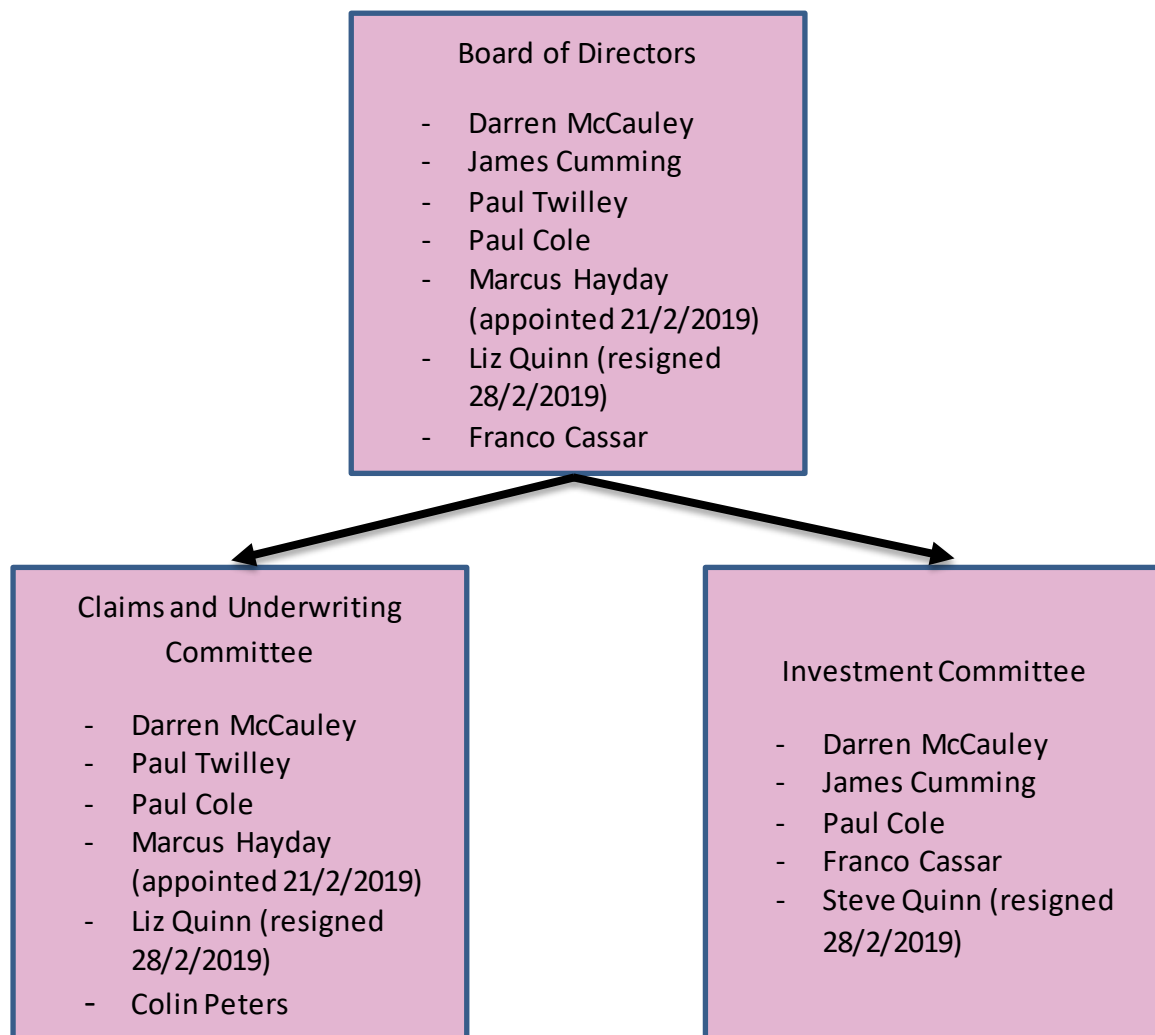 Board of Directors
- Darren McCauley
- James Cumming
- Paul Twilley
- Paul Cole
- Marcus Hayday
(appointed 21/2/2019)
- Liz Quinn (resigned
28/2/2019)
- Franco Cassar
Claims and Underwriting
Committee
- Darren McCauley
- Paul Twilley
- Paul Cole
- Marcus Hayday
(appointed 21/2/2019)
- Liz Quinn (resigned
28/2/2019)
- Colin Peters
Investment Committee
- Darren McCauley
- James Cumming
- Paul Cole
- Franco Cassar
- Steve Quinn (resigned
28/2/2019)